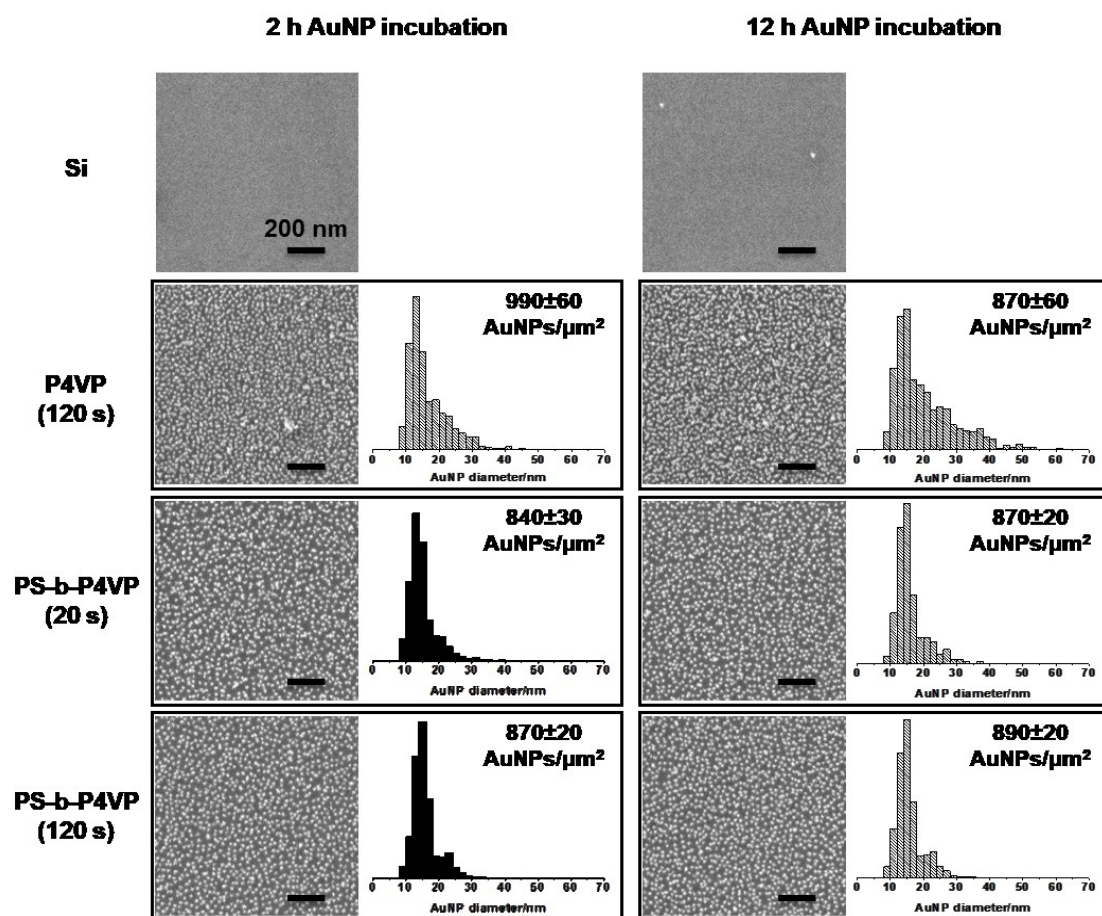 2 h AuNP incubation
12 h AuNP incubation
Si
200 nm
P4VP
(120 s)
990±60
AuNPs/µm²
0 10 20 30 40 50 60 70
AuNP diameter/nm
870±60
AuNPs/µm²
0 10 20 30 40 50 60 70
AuNP diameter/nm
PS-b-P4VP
(20 s)
840±30
AuNPs/µm²
0 10 20 30 40 50 60 70
AuNP diameter/nm
870±20
AuNPs/µm²
0 10 20 30 40 50 60 70
AuNP diameter/nm
PS-b-P4VP
(120 s)
870±20
AuNPs/µm²
0 10 20 30 40 50 60 70
AuNP diameter/nm
890±20
AuNPs/µm²
0 10 20 30 40 50 60 70
AuNP diameter/nm